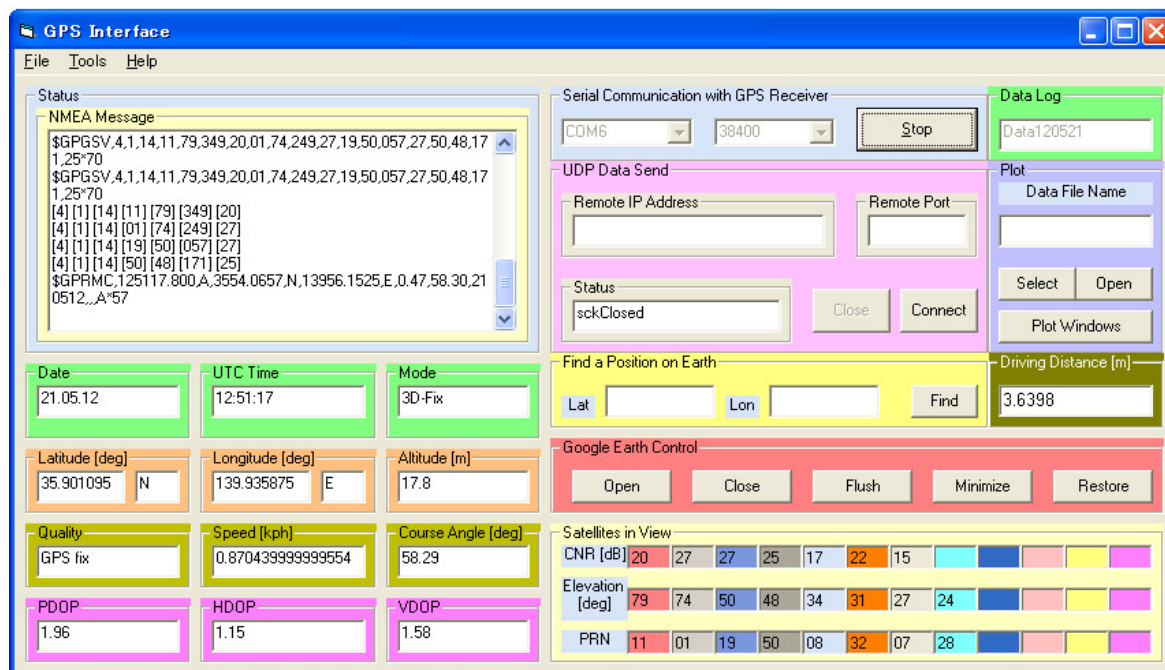 GPS Interface
File Tools Help
Status
NMEA Message
$GPGSV,4,1,14,11,79,349,20,01,74,249,27,19,50,057,27,50,48,17
1,25*70
$GPGSV,4,1,14,11,79,349,20,01,74,249,27,19,50,057,27,50,48,17
1,25*70
[4] [1] [14] [11] [79] [349] [20]
[4] [1] [14] [01] [74] [249] [27]
[4] [1] [14] [19] [50] [057] [27]
[4] [1] [14] [50] [48] [171] [25]
$GPRMC,125117.800,A,3554.0657,N,13956.1525,E,0.47,58.30,21
0512,,,A*57
Serial Communication with GPS Receiver
COM6 38400 Stop
Data Log
Data120521
UDP Data Send
Remote IP Address Remote Port
Status
sckClosed
Close Connect
Plot
Data File Name
Select Open
Plot Windows
Date UTC Time Mode
21.05.12 12:51:17 3D-Fix
Find a Position on Earth
Lat Lon Find
Driving Distance [m]
3.6398
Latitude [deg] Longitude [deg] Altitude [m]
35.901095 N 139.935875 E 17.8
Google Earth Control
Open Close Flush Minimize Restore
Quality Speed [kph] Course Angle [deg]
GPS fix 0.870439999999554 58.29
PDOP HDOP VDOP
1.96 1.15 1.58
Satellites in View
CNR [dB] 20 27 27 25 17 22 15
Elevation
[deg] 79 74 50 48 34 31 27 24
PRN 11 01 19 50 08 32 07 28